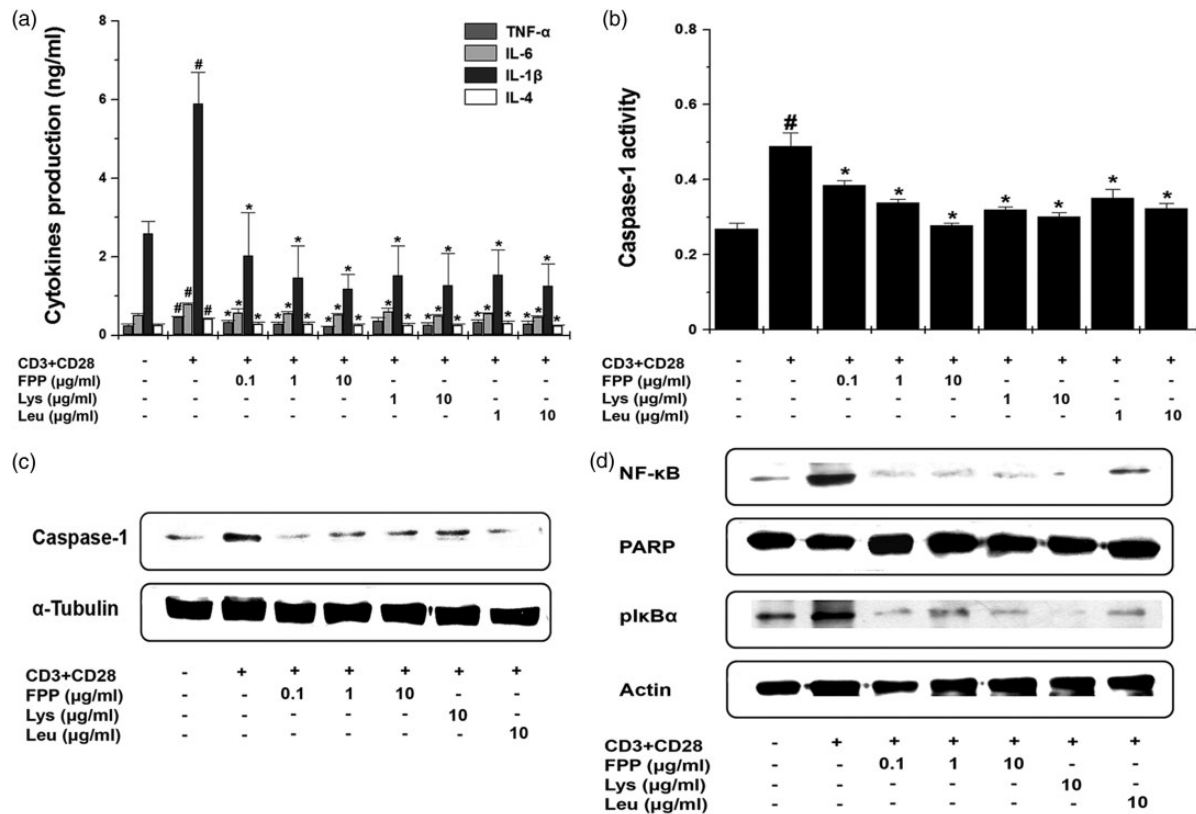 (a)
Cytokines production (ng/ml)
8
6
4
2
0
TNF-α
IL-6
IL-1β
IL-4
# # # #
* * * *
* * * *
* * * *
* * *
* * * *
* * * *
* * * *
CD3+CD28 - + + + + + + + +
FPP (μg/ml) - - 0.1 1 10 - - - -
Lys (μg/ml) - - - - - 1 10 - -
Leu (μg/ml) - - - - - - - 1 10
(b)
Caspase-1 activity
0.8
0.6
0.4
0.2
0
# * * * * * * *
CD3+CD28 - + + + + + + + +
FPP (μg/ml) - - 0.1 1 10 - - - -
Lys (μg/ml) - - - - - 1 10 - -
Leu (μg/ml) - - - - - - - 1 10
(c)
Caspase-1
α-Tubulin
CD3+CD28 - + + + + + +
FPP (μg/ml) - - 0.1 1 10 - -
Lys (μg/ml) - - - - - 10 -
Leu (μg/ml) - - - - - - 10
(d)
NF-κB
PARP
pIκBα
Actin
CD3+CD28 - + + + + + +
FPP (μg/ml) - - 0.1 1 10 - -
Lys (μg/ml) - - - - - 10 -
Leu (μg/ml) - - - - - - 10